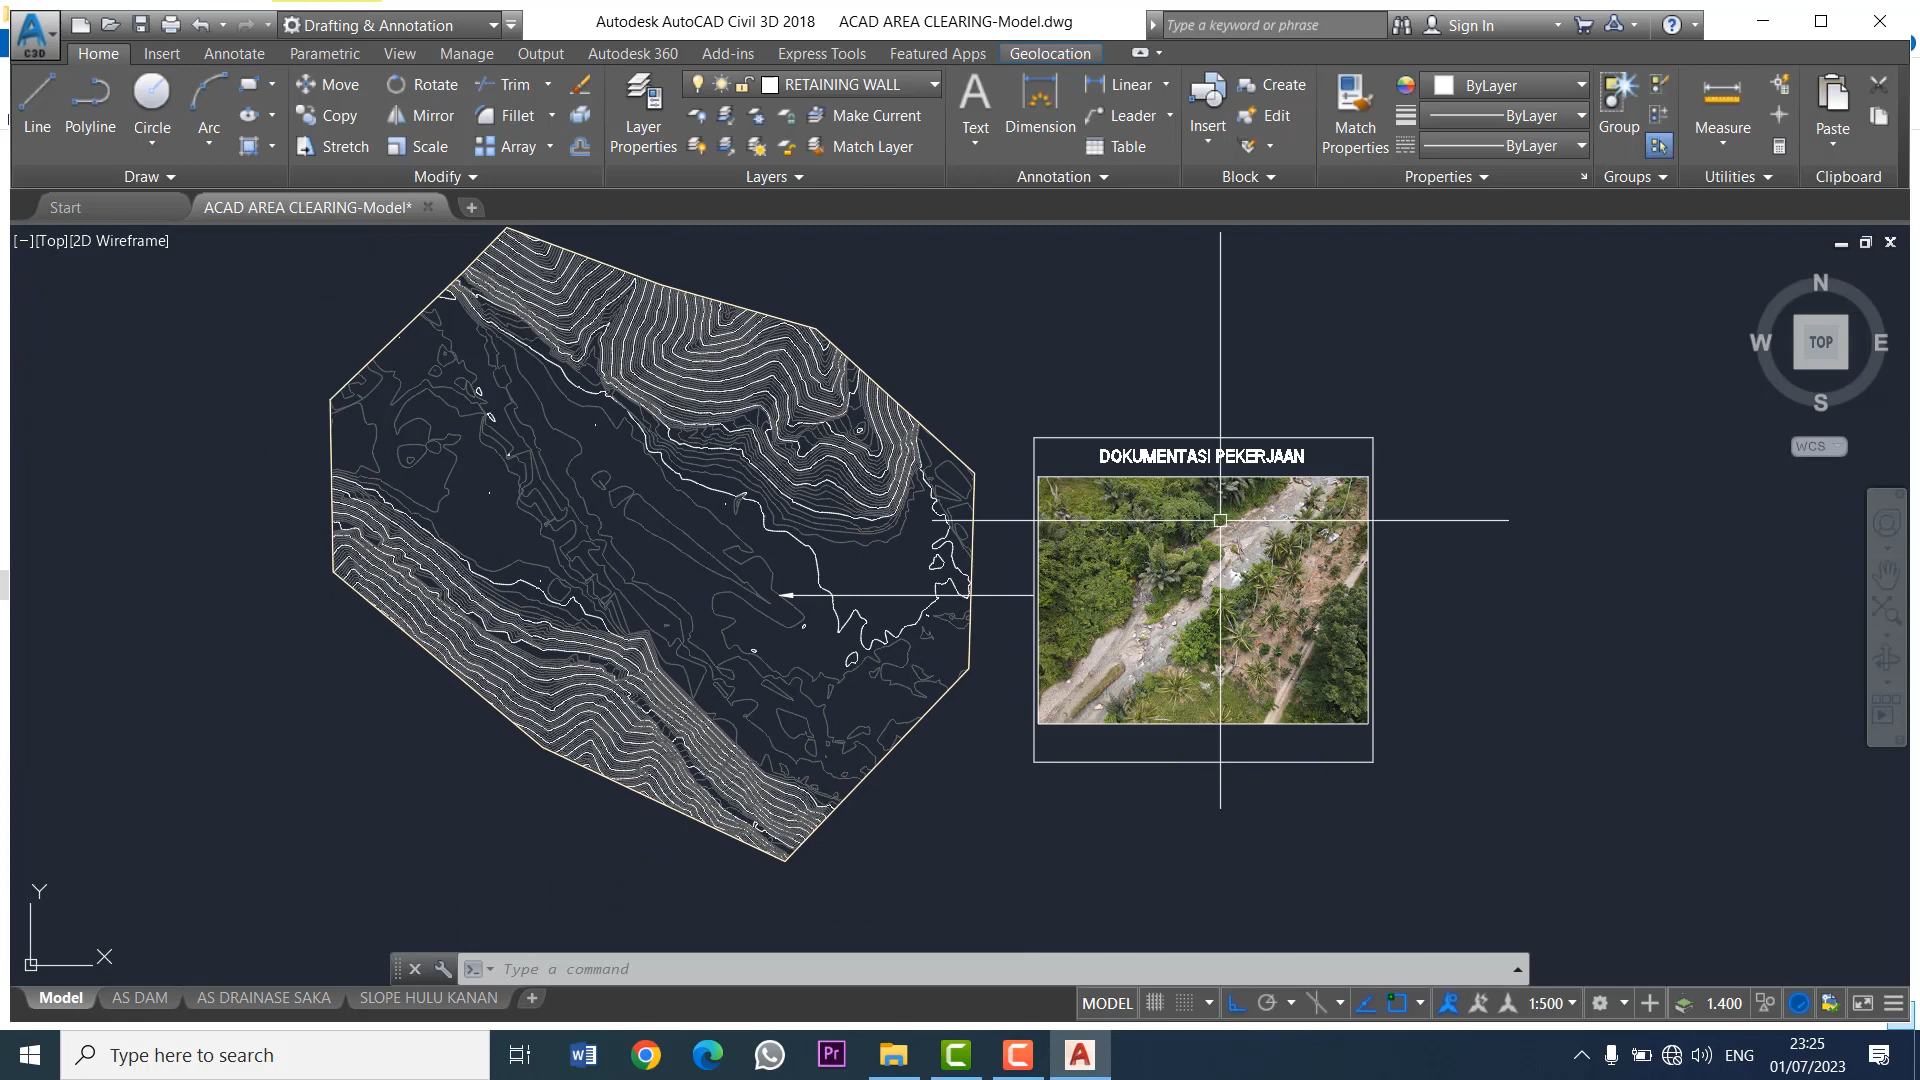 Drafting & Annotation
Autodesk AutoCAD Civil 3D 2018 ACAD AREA CLEARING-Model.dwg
Type a keyword or phrase
Sign In
C3D
Home Insert Annotate Parametric View Manage Output Autodesk 360 Add-ins Express Tools Featured Apps Geolocation
Line Polyline Circle Arc
Move Rotate Trim
Copy Mirror Fillet
Stretch Scale Array
Layer Properties
RETAINING WALL
Make Current
Match Layer
Text Dimension
Linear
Leader
Table
Insert
Create
Edit
Match Properties
ByLayer
ByLayer
ByLayer
Group
Measure
Paste
Draw Modify Layers Annotation Block Properties Groups Utilities Clipboard
Start ACAD AREA CLEARING-Model*
[−][Top][2D Wireframe]
N
W TOP E
S
WCS
DOKUMENTASI PEKERJAAN
Y
X
Type a command
Model AS DAM AS DRAINASE SAKA SLOPE HULU KANAN
MODEL 1:500 1.400
Type here to search
Pr
ENG
23:25
01/07/2023